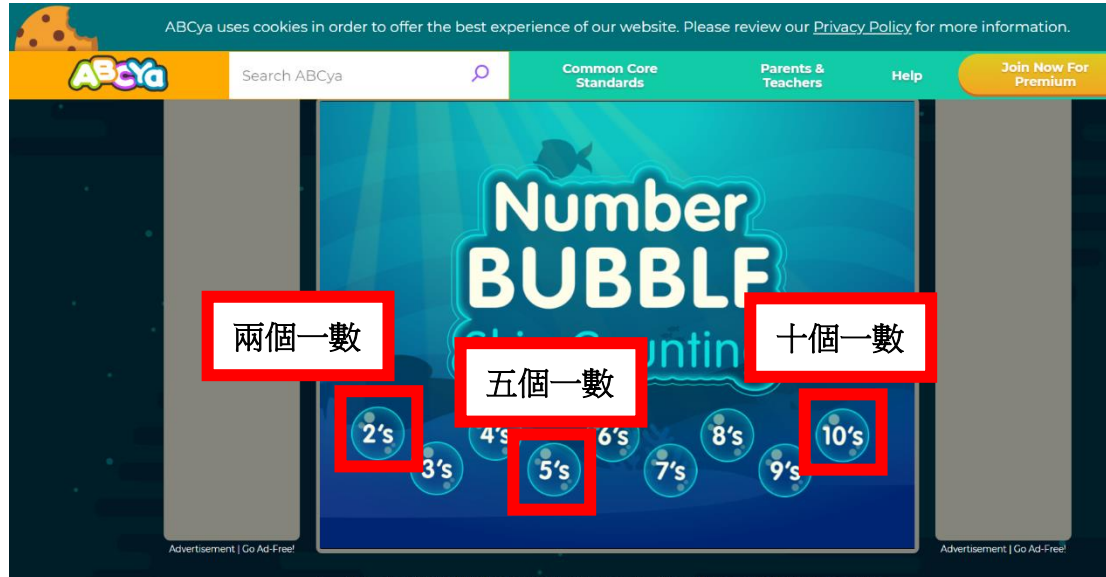 ABCya uses cookies in order to offer the best experience of our website. Please review our Privacy Policy for more information.
ABCYa
Search ABCya
Common Core
Standards
Parents &
Teachers
Help
Join Now For
Premium
Number
BUBBLE
兩個一數
五個一數
十個一數
2's
3's
4's
5's
6's
7's
8's
9's
10's
Advertisement | Go Ad-Free!
Advertisement | Go Ad-Free!